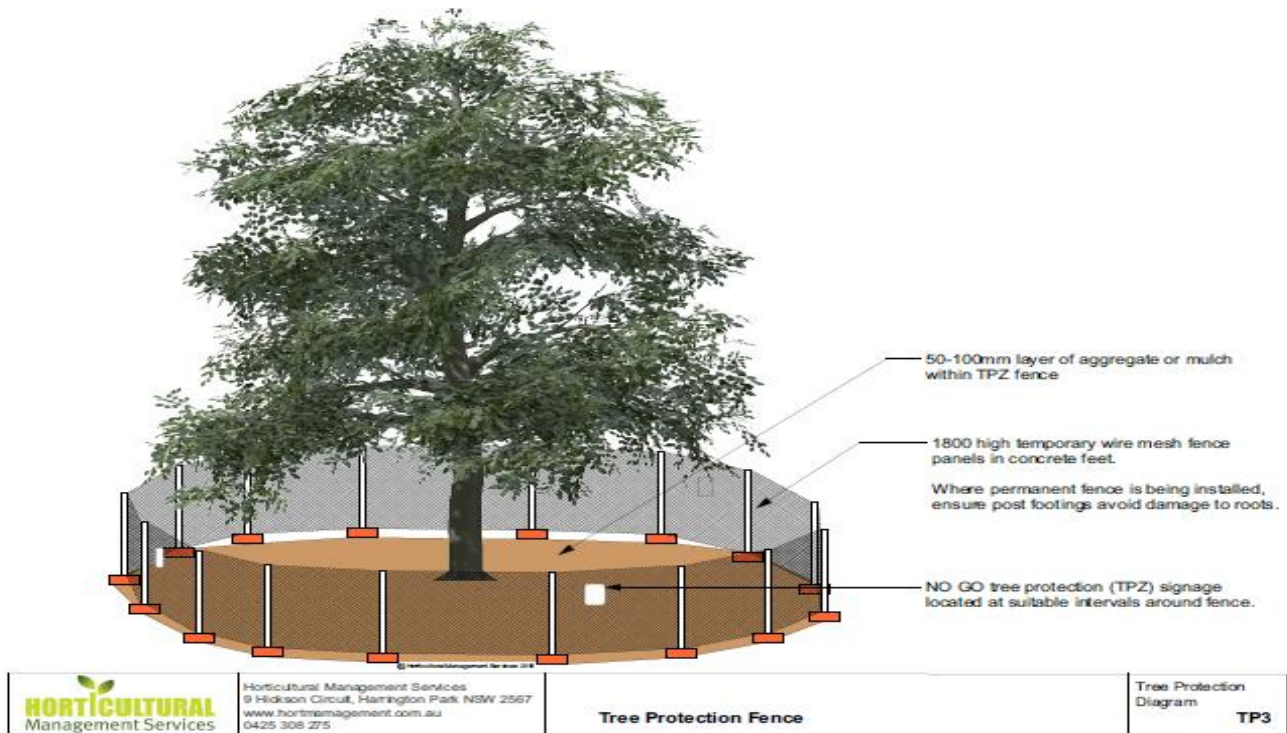 50-100mm layer of aggregate or mulch
within TPZ fence
1800 high temporary wire mesh fence
panels in concrete feet.
Where permanent fence is being installed,
ensure post footings avoid damage to roots.
NO GO tree protection (TPZ) signage
located at suitable intervals around fence.
© Horticultural Management Services
HORTICULTURAL
Management Services
Horticultural Management Services
9 Hickson Circuit, Harrington Park NSW 2567
www.hortmanagement.com.au
0425 308 275
Tree Protection Fence
Tree Protection
Diagram
TP3